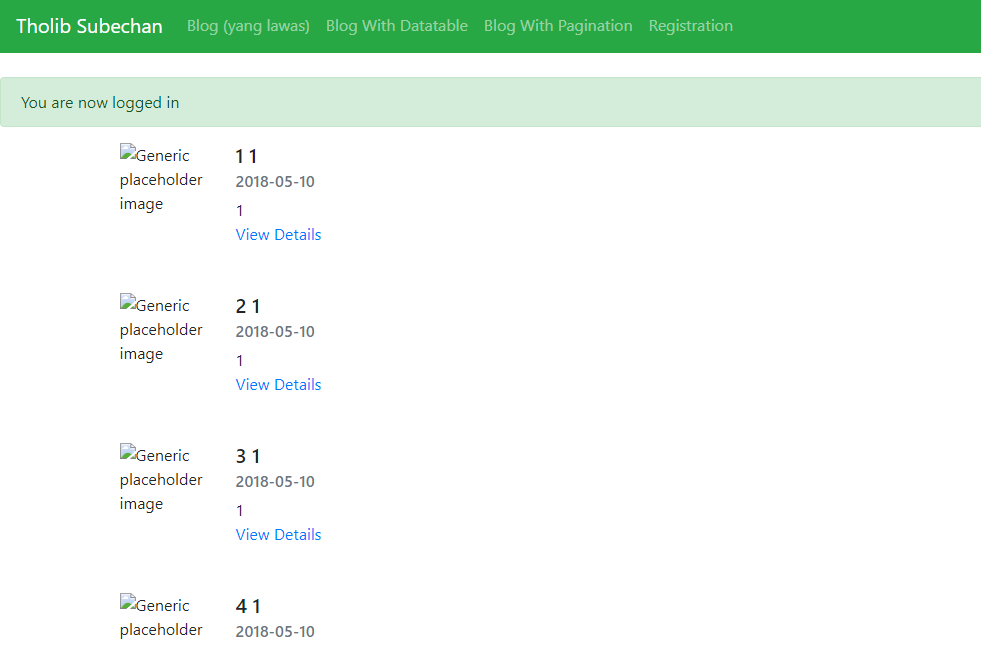 Tholib Subechan Blog (yang lawas) Blog With Datatable Blog With Pagination Registration
You are now logged in
Generic
placeholder
image
1 1
2018-05-10
1
View Details
Generic
placeholder
image
2 1
2018-05-10
1
View Details
Generic
placeholder
image
3 1
2018-05-10
1
View Details
Generic
placeholder
4 1
2018-05-10